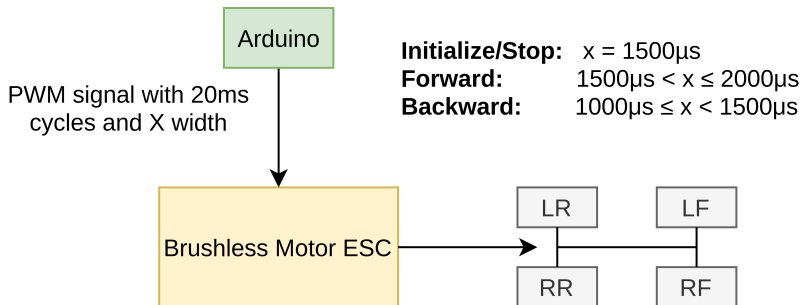 Arduino
Initialize/Stop: x = 1500µs
Forward: 1500µs < x ≤ 2000µs
Backward: 1000µs ≤ x < 1500µs
PWM signal with 20ms
cycles and X width
Brushless Motor ESC
LR
LF
RR
RF